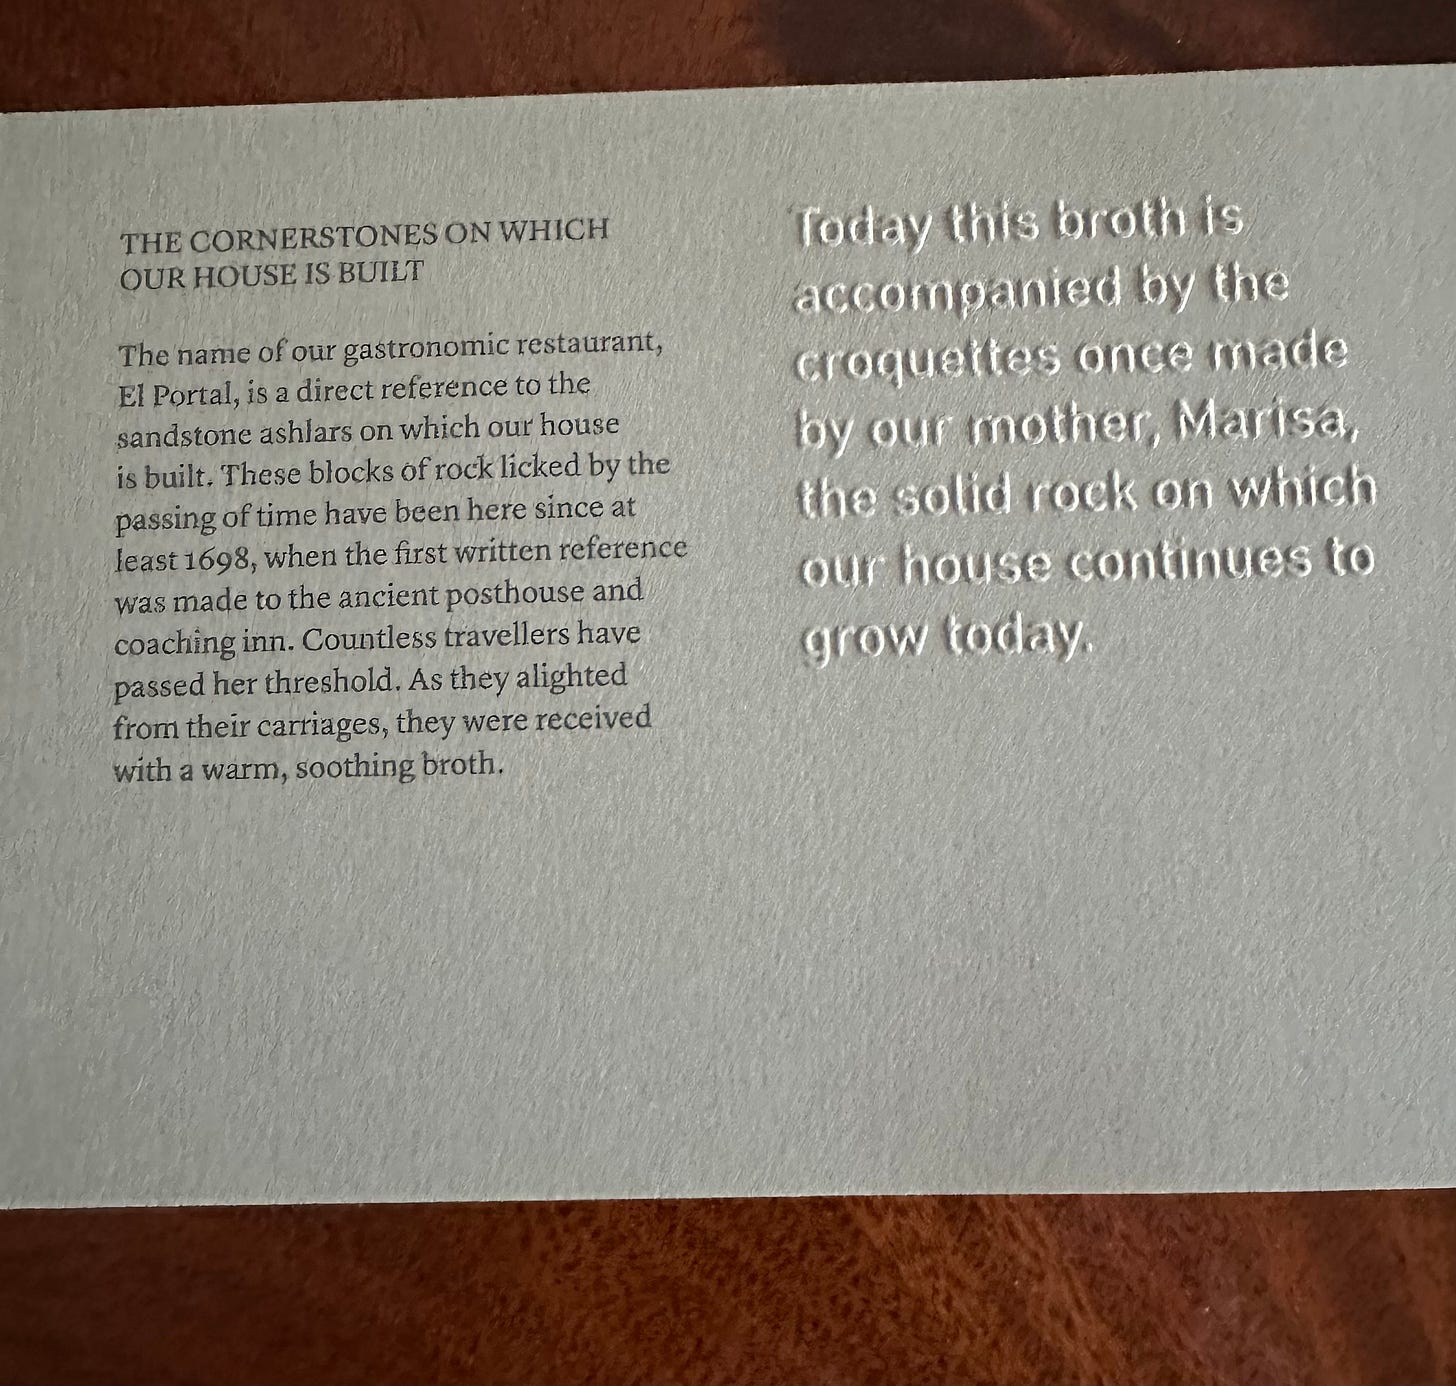 THE CORNERSTONES ON WHICH
OUR HOUSE IS BUILT
The name of our gastronomic restaurant,
El Portal, is a direct reference to the
sandstone ashlars on which our house
is built. These blocks of rock licked by the
passing of time have been here since at
least 1698, when the first written reference
was made to the ancient posthouse and
coaching inn. Countless travellers have
passed her threshold. As they alighted
from their carriages, they were received
with a warm, soothing broth.
Today this broth is
accompanied by the
croquettes once made
by our mother, Marisa,
the solid rock on which
our house continues to
grow today.